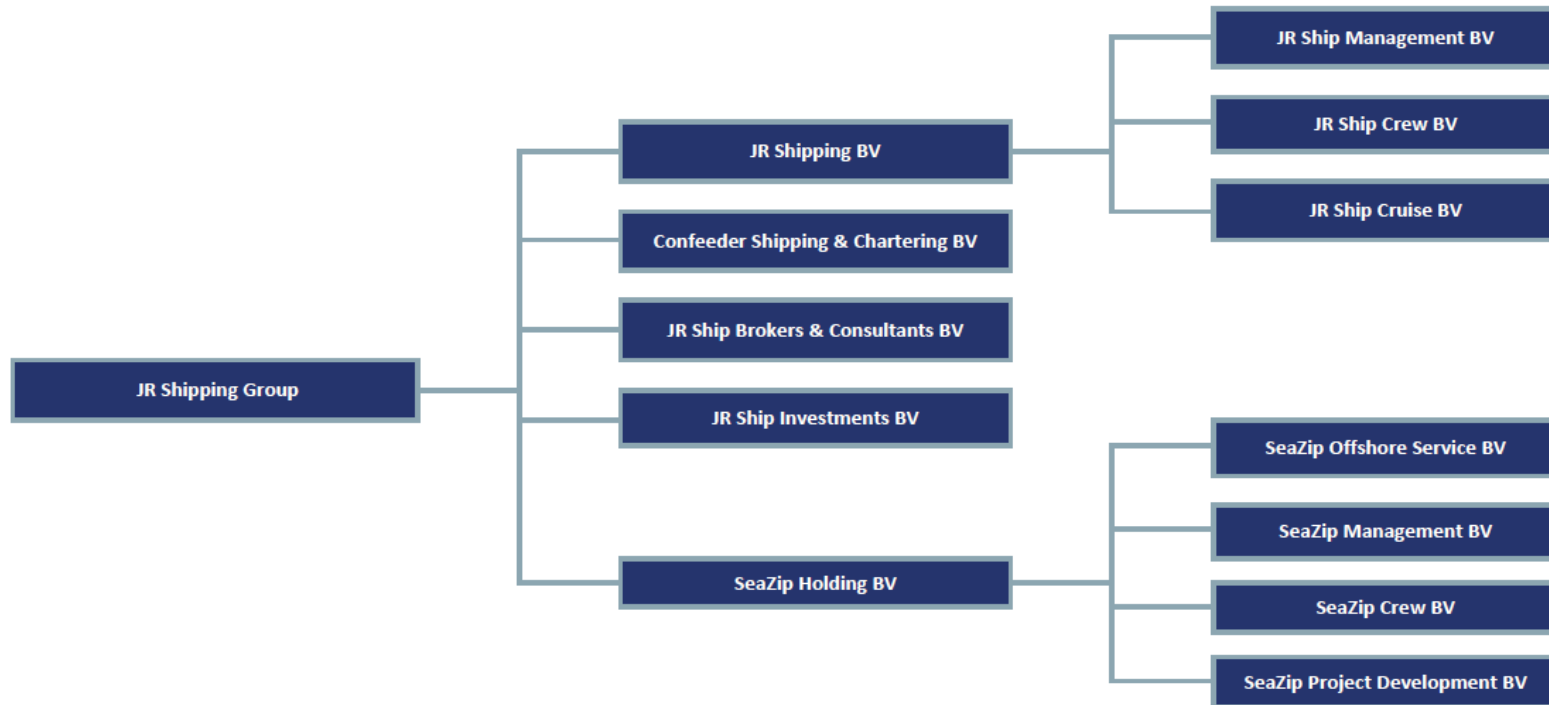 JR Shipping Group
JR Shipping BV
Confeeder Shipping & Chartering BV
JR Ship Brokers & Consultants BV
JR Ship Investments BV
SeaZip Holding BV
JR Ship Management BV
JR Ship Crew BV
JR Ship Cruise BV
SeaZip Offshore Service BV
SeaZip Management BV
SeaZip Crew BV
SeaZip Project Development BV